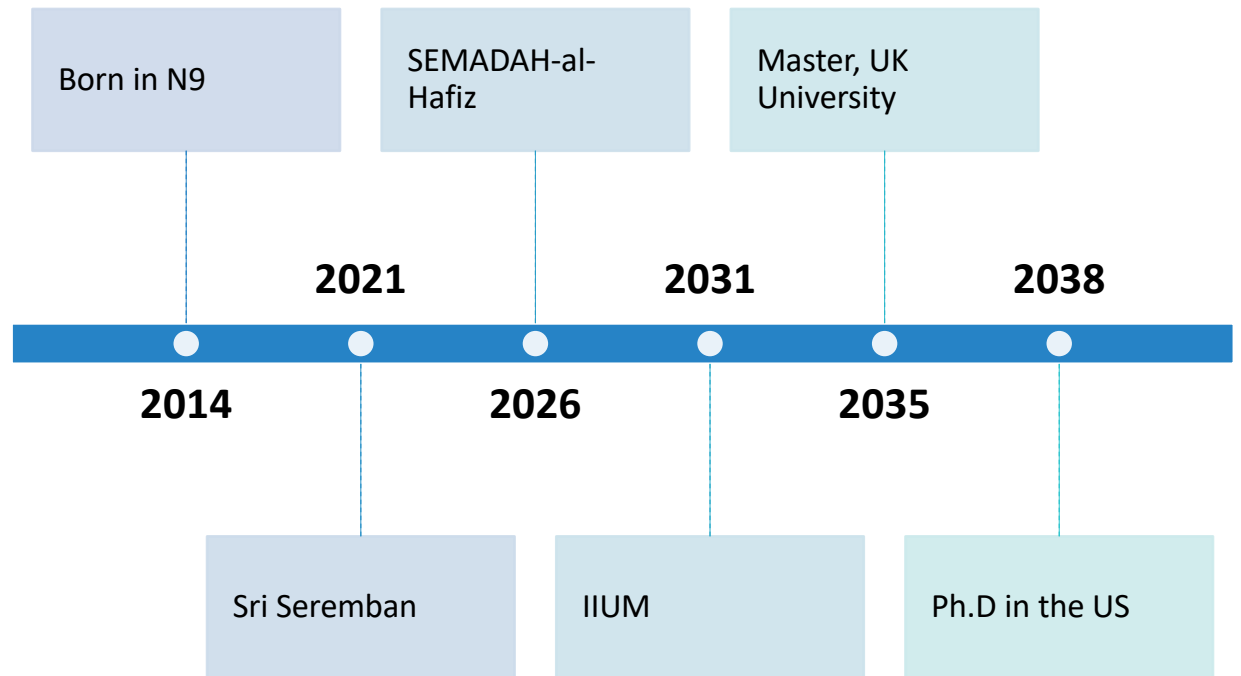 Born in N9
SEMADAH-al-
Hafiz
Master, UK
University
2021
2031
2038
2014
2026
2035
Sri Seremban
IIUM
Ph.D in the US